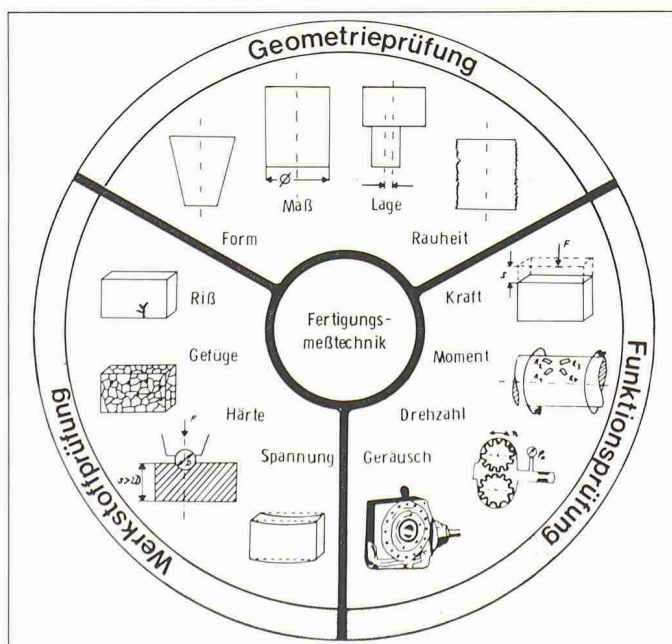 Geometrieprüfung
Ø
Maß
Lage
Form
Rauheit
Riß
Gefüge
Härte
F
D
Spannung
Fertigungs-
meßtechnik
Kraft
F
s
Moment
Drehzahl
Geräusch
Werkstoffprüfung
Funktionsprüfung